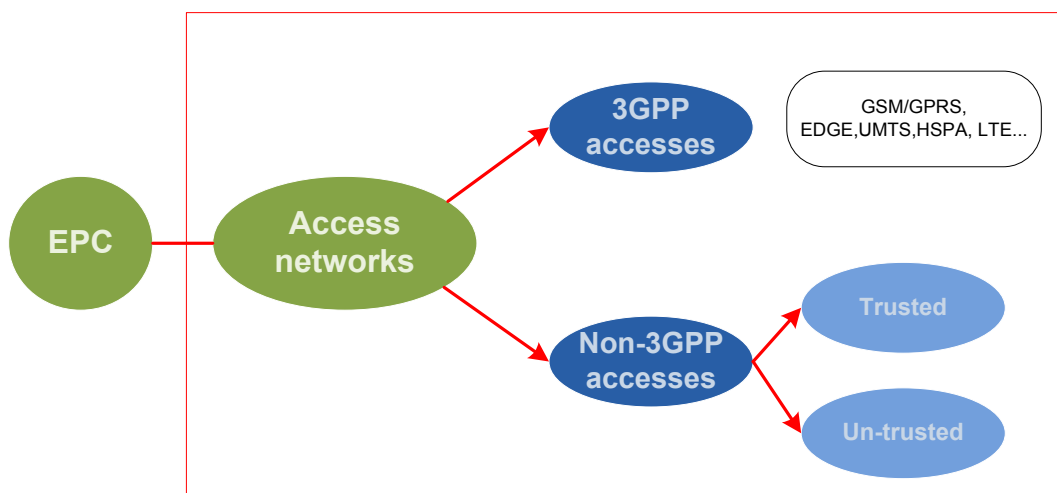 EPC
Access
networks
3GPP
accesses
GSM/GPRS,
EDGE,UMTS,HSPA, LTE...
Non-3GPP
accesses
Trusted
Un-trusted